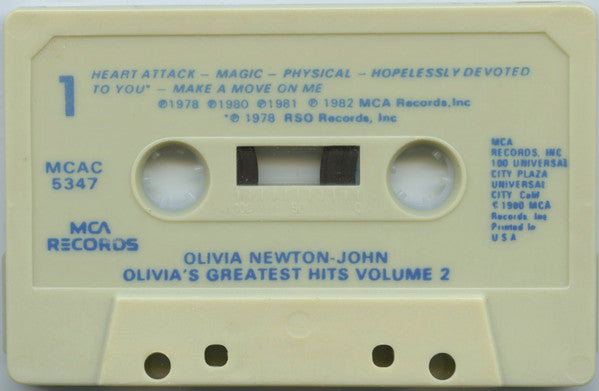 1
HEART ATTACK – MAGIC – PHYSICAL – HOPELESSLY DEVOTED
TO YOU* – MAKE A MOVE ON ME
℗1978 ℗1980 ℗1981 ℗ 1982 MCA Records, Inc
*℗ 1978 RSO Records, Inc.
MCAC
5347
MCA
RECORDS
MCA
RECORDS, INC
100 UNIVERSAL
CITY PLAZA
UNIVERSAL
CITY Calif
© 1980 MCA
Records Inc
Printed in
U S A
OLIVIA NEWTON-JOHN
OLIVIA'S GREATEST HITS VOLUME 2